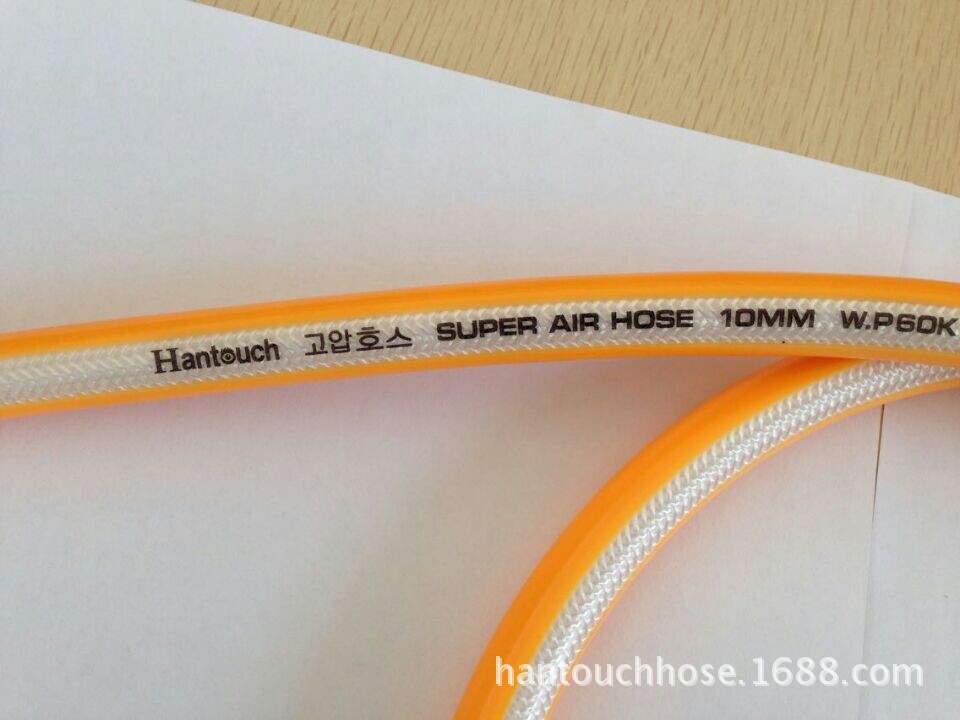 Hantouch 고압호스 SUPER AIR HOSE 10MM W.P60K
hantouchhose.1688.com